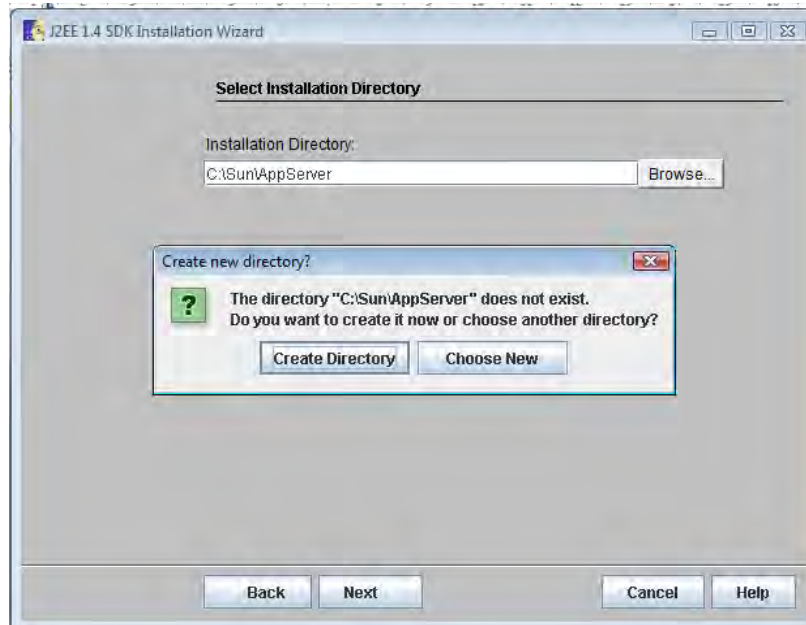 J2EE 1.4 SDK Installation Wizard
Select Installation Directory
Installation Directory:
C:\Sun\AppServer
Browse...
Create new directory?
?
The directory "C:\Sun\AppServer" does not exist.
Do you want to create it now or choose another directory?
Create Directory
Choose New
Back
Next
Cancel
Help